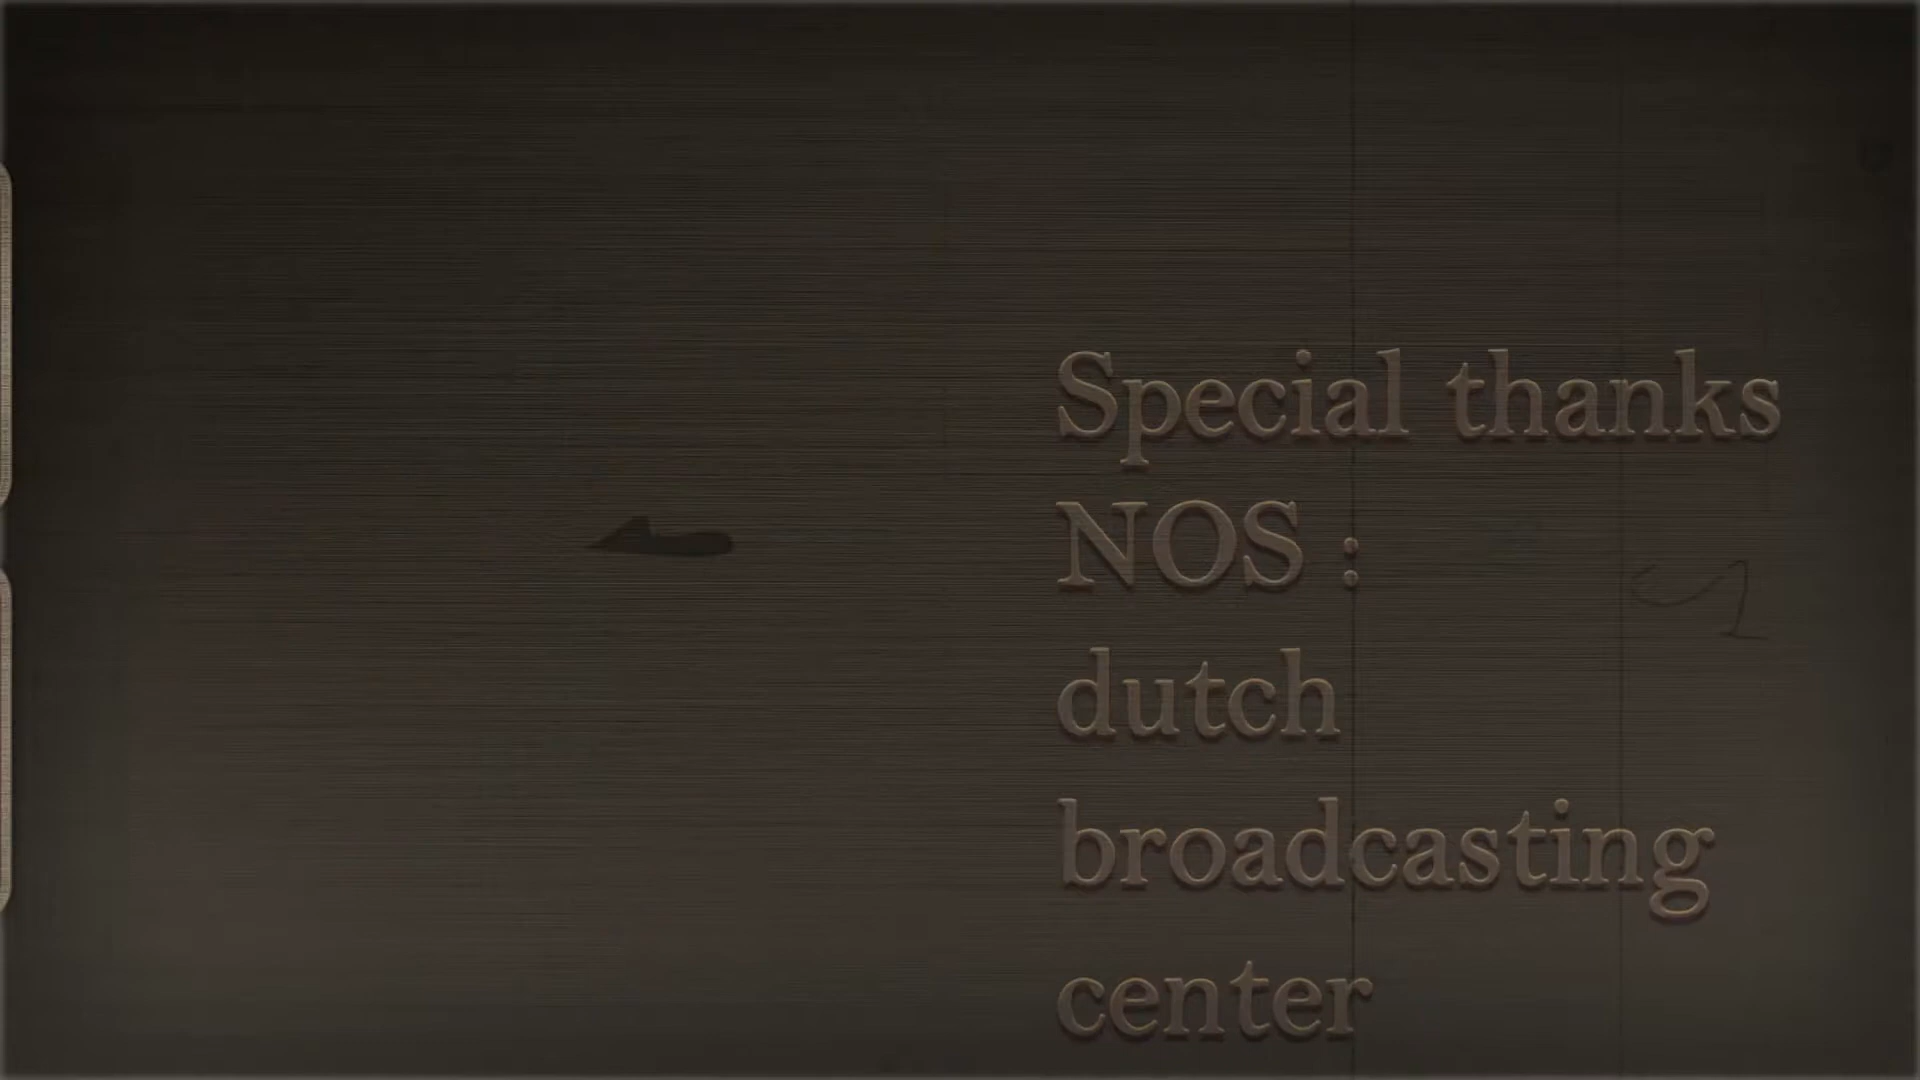 Special thanks
NOS :
dutch
broadcasting
center